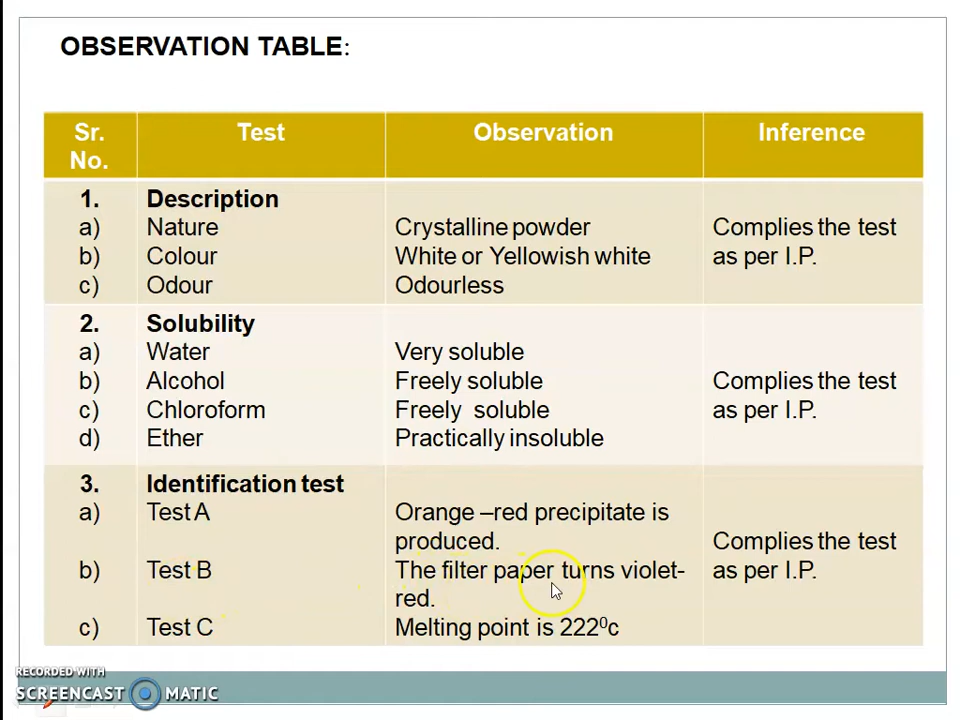 OBSERVATION TABLE:
Sr. No. Test Observation Inference
1. Description
a) Nature Crystalline powder Complies the test
b) Colour White or Yellowish white as per I.P.
c) Odour Odourless
2. Solubility
a) Water Very soluble
b) Alcohol Freely soluble Complies the test
c) Chloroform Freely soluble as per I.P.
d) Ether Practically insoluble
3. Identification test
a) Test A Orange –red precipitate is
produced. Complies the test
b) Test B The filter paper turns violet- as per I.P.
red.
c) Test C Melting point is 222⁰c
RECORDED WITH
SCREENCAST MATIC